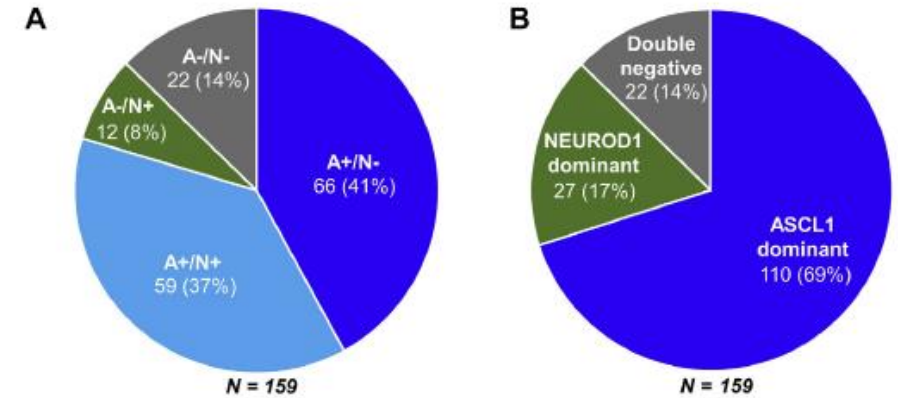 A
A-/N-
22 (14%)
A-/N+
12 (8%)
A+/N-
66 (41%)
A+/N+
59 (37%)
N = 159
B
Double
negative
22 (14%)
NEUROD1
dominant
27 (17%)
ASCL1
dominant
110 (69%)
N = 159